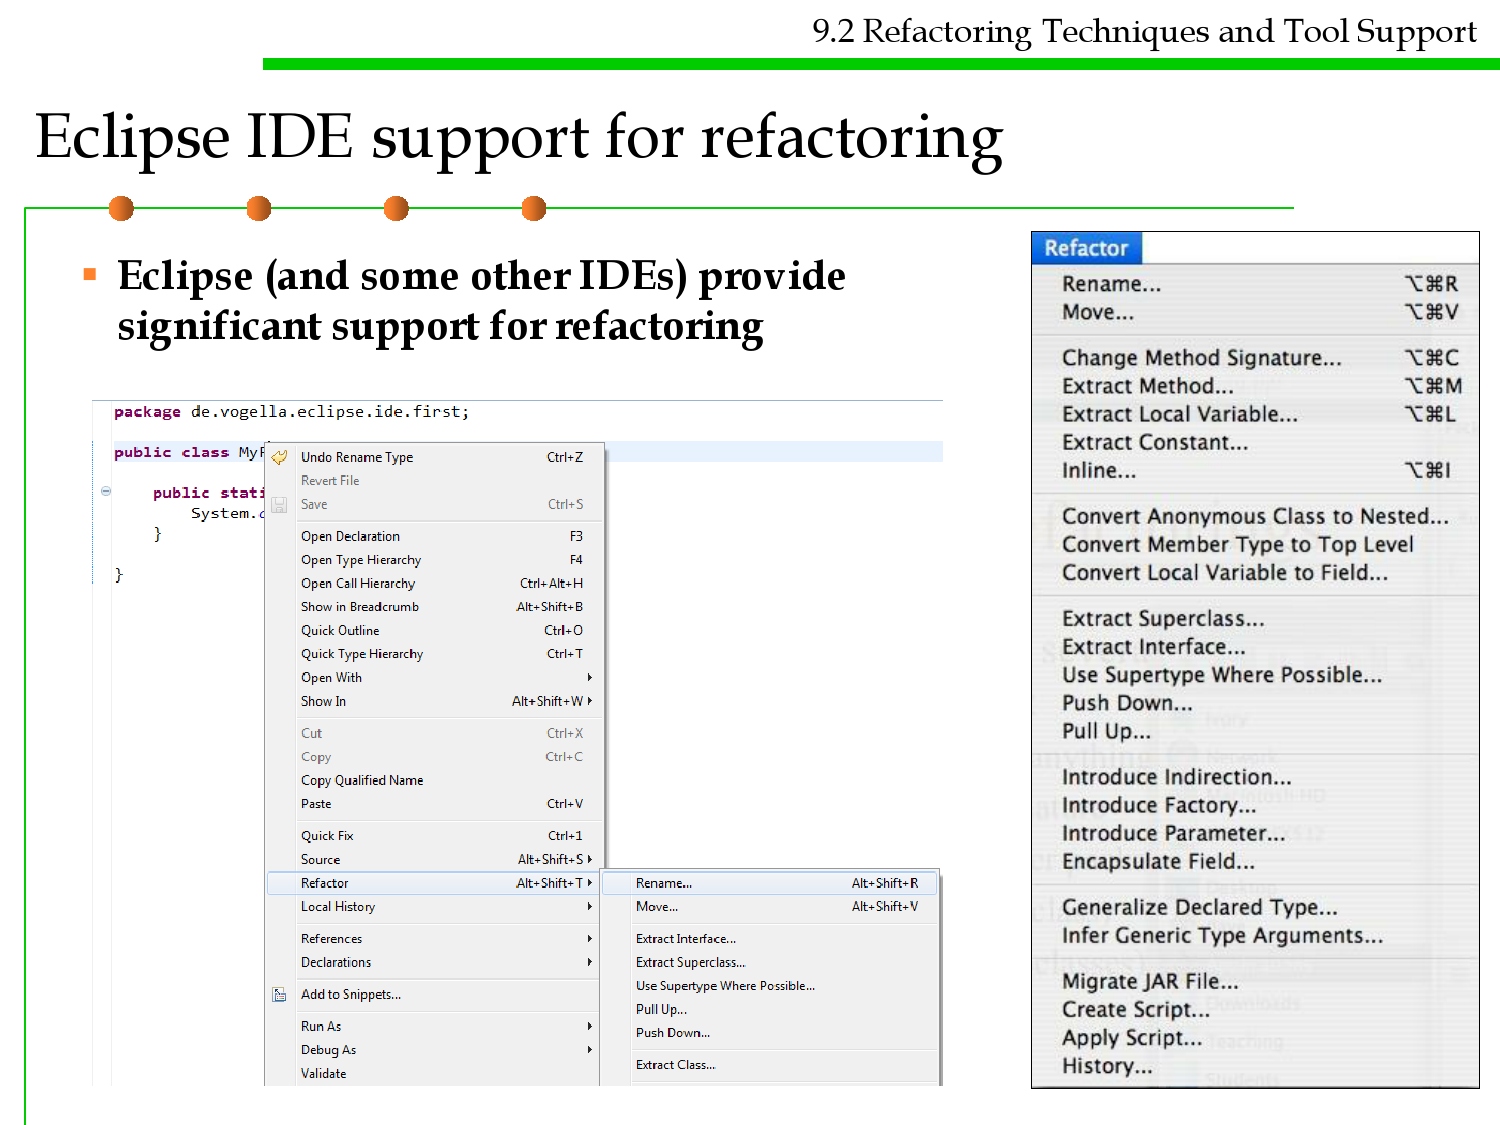 9.2 Refactoring Techniques and Tool Support
Eclipse IDE support for refactoring
Eclipse (and some other IDEs) provide
significant support for refactoring
package de.vogella.eclipse.ide.first;
public class MyF
public stati
System.
}
}
Undo Rename Type Ctrl+Z
Revert File
Save Ctrl+S
Open Declaration F3
Open Type Hierarchy F4
Open Call Hierarchy Ctrl+Alt+H
Show in Breadcrumb Alt+Shift+B
Quick Outline Ctrl+O
Quick Type Hierarchy Ctrl+T
Open With
Show In Alt+Shift+W
Cut Ctrl+X
Copy Ctrl+C
Copy Qualified Name
Paste Ctrl+V
Quick Fix Ctrl+1
Source Alt+Shift+S
Refactor Alt+Shift+T
Local History
References
Declarations
Add to Snippets...
Run As
Debug As
Validate
Rename... Alt+Shift+R
Move... Alt+Shift+V
Extract Interface...
Extract Superclass...
Use Supertype Where Possible...
Pull Up...
Push Down...
Extract Class...
Refactor
Rename... ⌥⌘R
Move... ⌥⌘V
Change Method Signature... ⌥⌘C
Extract Method... ⌥⌘M
Extract Local Variable... ⌥⌘L
Extract Constant...
Inline... ⌥⌘I
Convert Anonymous Class to Nested...
Convert Member Type to Top Level
Convert Local Variable to Field...
Extract Superclass...
Extract Interface...
Use Supertype Where Possible...
Push Down...
Pull Up...
Introduce Indirection...
Introduce Factory...
Introduce Parameter...
Encapsulate Field...
Generalize Declared Type...
Infer Generic Type Arguments...
Migrate JAR File...
Create Script...
Apply Script...
History...